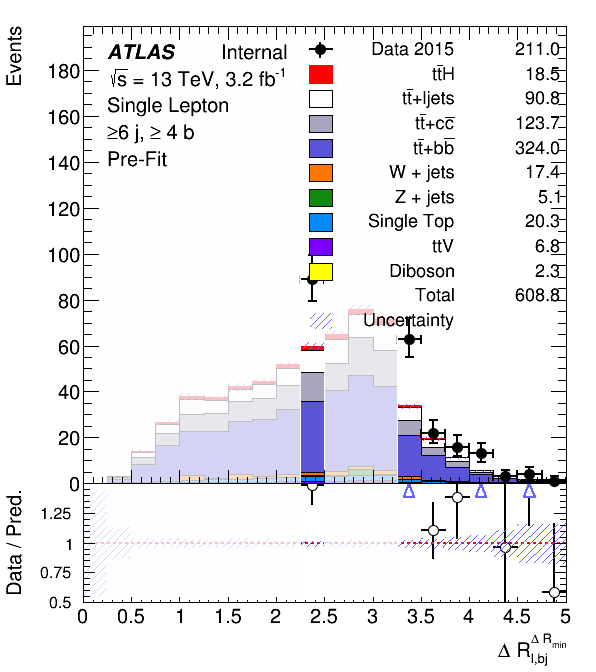 Events
ATLAS Internal
√s = 13 TeV, 3.2 fb⁻¹
Single Lepton
≥6 j, ≥ 4 b
Pre-Fit
Data 2015 211.0
tt̄H 18.5
tt̄+ljets 90.8
tt̄+cc̄ 123.7
tt̄+bb̄ 324.0
W + jets 17.4
Z + jets 5.1
Single Top 20.3
ttV 6.8
Diboson 2.3
Total 608.8
Uncertainty
180
160
140
120
100
80
60
40
20
0
Data / Pred.
1.25
1
0.75
0.5
0 0.5 1 1.5 2 2.5 3 3.5 4 4.5 5
Δ R_{l,bj}^{Δ R_{min}}